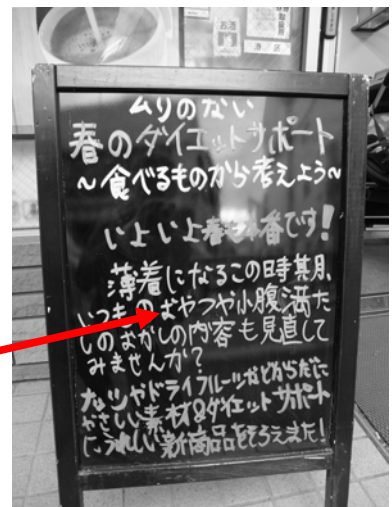 ムリのない
春のダイエットサポート
～食べるものから考えよう～
いよいよ春も本番です！
薄着になるこの時期、
いつものおやつや小腹満た
しのおかしの内容も見直して
みませんか？
ナッツやドライフルーツなどからだに
やさしい素材&ダイエットサポート
にうれしい新商品をそろえました！